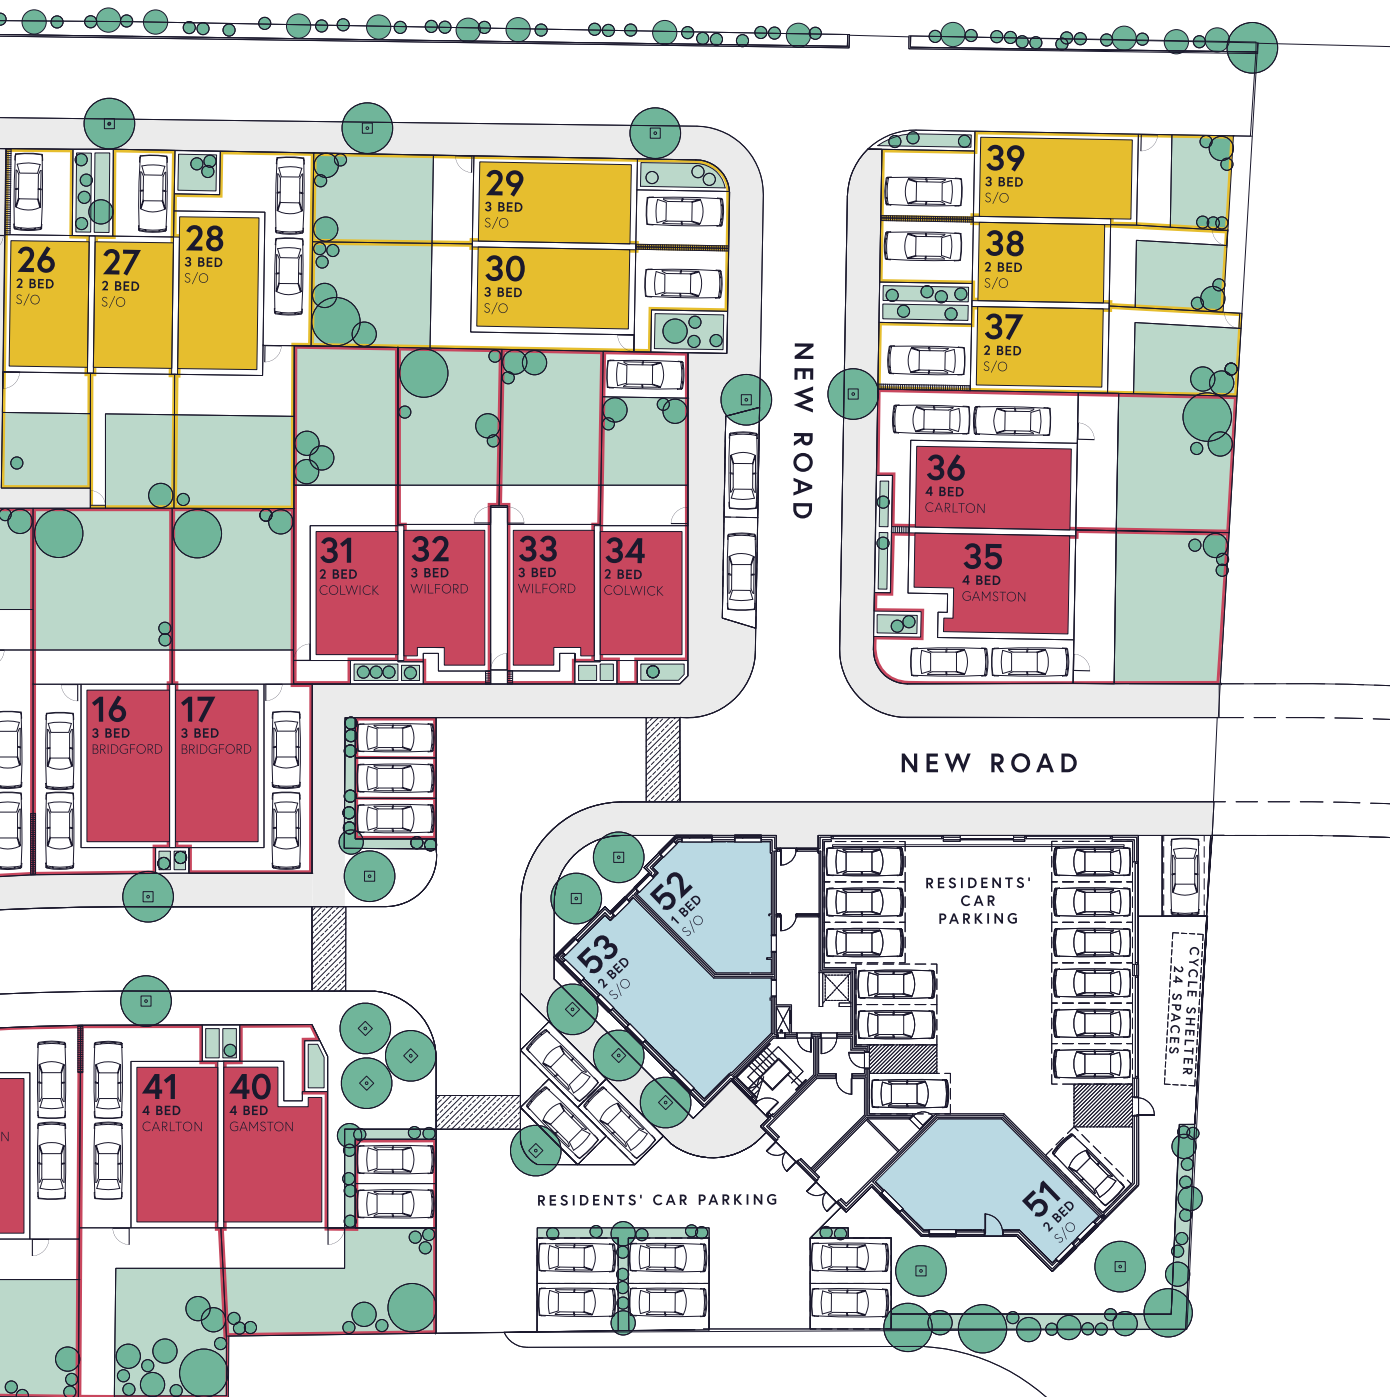 39
3 BED
S/O
29
3 BED
S/O
38
2 BED
S/O
28
3 BED
S/O
26
2 BED
S/O
27
2 BED
S/O
30
3 BED
S/O
37
2 BED
S/O
NEW ROAD
36
4 BED
CARLTON
31
2 BED
COLWICK
32
3 BED
WILFORD
33
3 BED
WILFORD
34
2 BED
COLWICK
35
4 BED
GAMSTON
16
3 BED
BRIDGFORD
17
3 BED
BRIDGFORD
NEW ROAD
52
1 BED
S/O
RESIDENTS'
CAR
PARKING
53
2 BED
S/O
CYCLE SHELTER
24 SPACES
41
4 BED
CARLTON
40
4 BED
GAMSTON
N
RESIDENTS' CAR PARKING
51
2 BED
S/O